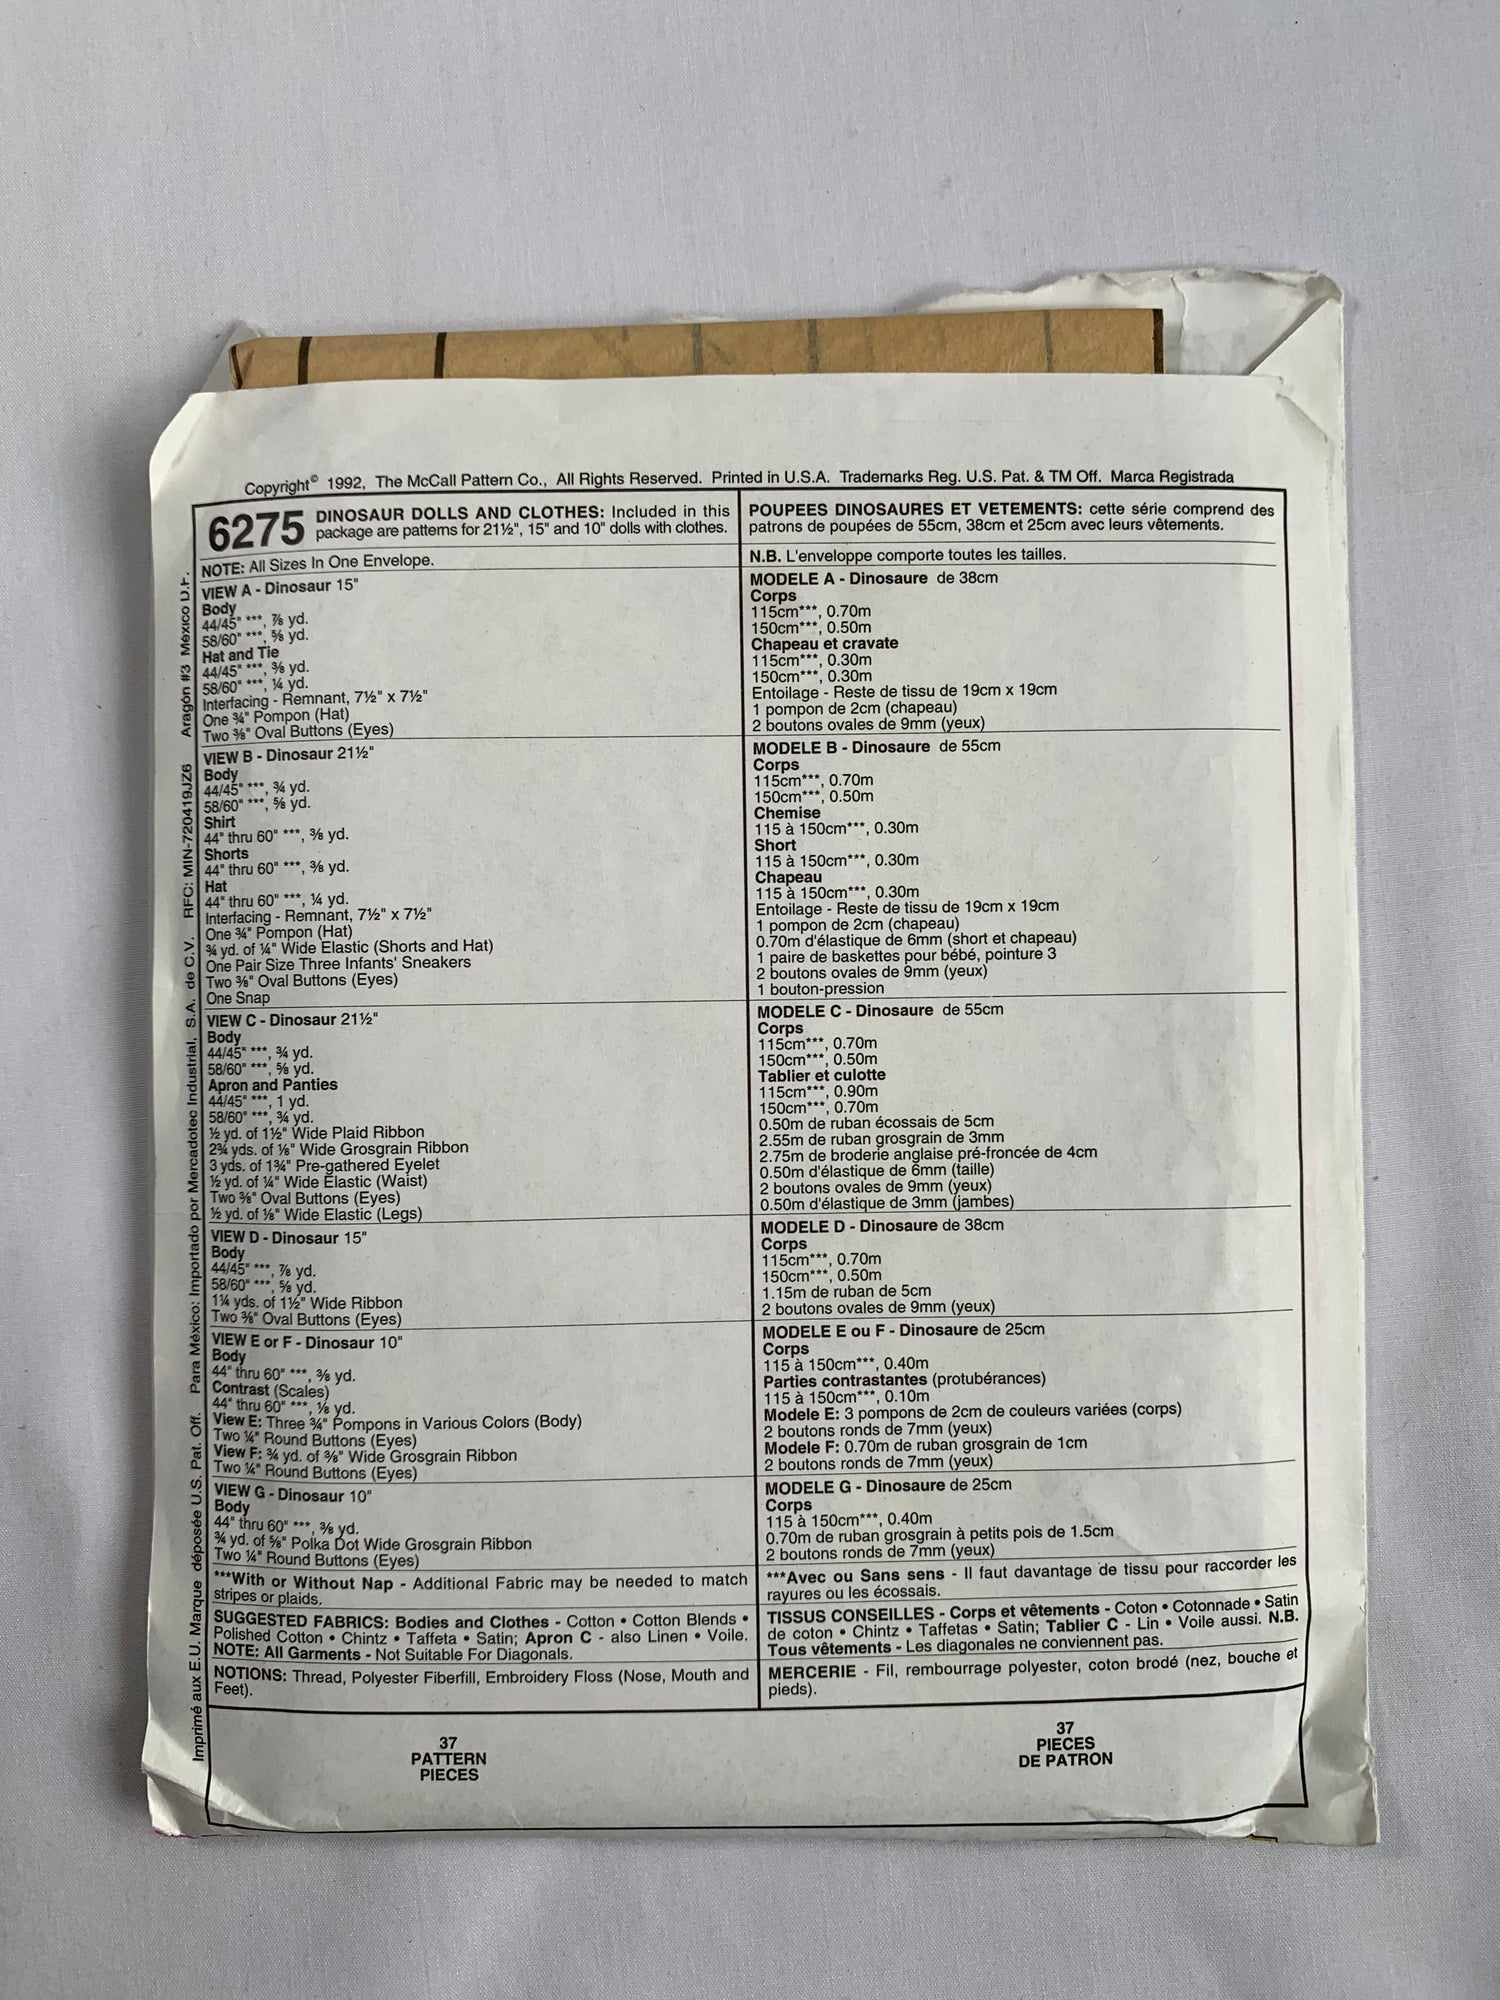 Copyright© 1992, The McCall Pattern Co., All Rights Reserved. Printed in U.S.A. Trademarks Reg. U.S. Pat. & TM Off. Marca Registrada
6275
DINOSAUR DOLLS AND CLOTHES: Included in this
package are patterns for 21½", 15" and 10" dolls with clothes.
NOTE: All Sizes In One Envelope.
VIEW A - Dinosaur 15"
Body
44/45" ***, ⅞ yd.
58/60" ***, ⅝ yd.
Hat and Tie
44/45" ***, ⅜ yd.
58/60" ***, ¼ yd.
Interfacing - Remnant, 7½" x 7½"
One ¾" Pompon (Hat)
Two ⅜" Oval Buttons (Eyes)
VIEW B - Dinosaur 21½"
Body
44/45" ***, ¾ yd.
58/60" ***, ⅝ yd.
Shirt
44" thru 60" ***, ⅜ yd.
Shorts
44" thru 60" ***, ⅜ yd.
Hat
44" thru 60" ***, ¼ yd.
Interfacing - Remnant, 7½" x 7½"
One ¾" Pompon (Hat)
¾ yd. of ¼" Wide Elastic (Shorts and Hat)
One Pair Size Three Infants' Sneakers
Two ⅜" Oval Buttons (Eyes)
One Snap
VIEW C - Dinosaur 21½"
Body
44/45" ***, ¾ yd.
58/60" ***, ⅝ yd.
Apron and Panties
44/45" ***, 1 yd.
58/60" ***, ¾ yd.
½ yd. of 1½" Wide Plaid Ribbon
2¾ yds. of ⅛" Wide Grosgrain Ribbon
3 yds. of 1¾" Pre-gathered Eyelet
½ yd. of ¼" Wide Elastic (Waist)
Two ⅜" Oval Buttons (Eyes)
½ yd. of ⅛" Wide Elastic (Legs)
VIEW D - Dinosaur 15"
Body
44/45" ***, ⅞ yd.
58/60" ***, ⅝ yd.
1¼ yds. of 1½" Wide Ribbon
Two ⅜" Oval Buttons (Eyes)
VIEW E or F - Dinosaur 10"
Body
44" thru 60" ***, ⅜ yd.
Contrast (Scales)
44" thru 60" ***, ⅛ yd.
View E: Three ¾" Pompons in Various Colors (Body)
Two ¼" Round Buttons (Eyes)
View F: ¾ yd. of ⅜" Wide Grosgrain Ribbon
Two ¼" Round Buttons (Eyes)
VIEW G - Dinosaur 10"
Body
44" thru 60" ***, ⅜ yd.
¾ yd. of ⅝" Polka Dot Wide Grosgrain Ribbon
Two ¼" Round Buttons (Eyes)
***With or Without Nap - Additional Fabric may be needed to match
stripes or plaids.
SUGGESTED FABRICS: Bodies and Clothes - Cotton • Cotton Blends •
Polished Cotton • Chintz • Taffeta • Satin; Apron C - also Linen • Voile.
NOTE: All Garments - Not Suitable For Diagonals.
NOTIONS: Thread, Polyester Fiberfill, Embroidery Floss (Nose, Mouth and
Feet).
37
PATTERN
PIECES
POUPEES DINOSAURES ET VETEMENTS: cette série comprend des
patrons de poupées de 55cm, 38cm et 25cm avec leurs vêtements.
N.B. L'enveloppe comporte toutes les tailles.
MODELE A - Dinosaure de 38cm
Corps
115cm***, 0.70m
150cm***, 0.50m
Chapeau et cravate
115cm***, 0.30m
150cm***, 0.30m
Entoilage - Reste de tissu de 19cm x 19cm
1 pompon de 2cm (chapeau)
2 boutons ovales de 9mm (yeux)
MODELE B - Dinosaure de 55cm
Corps
115cm***, 0.70m
150cm***, 0.50m
Chemise
115 à 150cm***, 0.30m
Short
115 à 150cm***, 0.30m
Chapeau
115 à 150cm***, 0.30m
Entoilage - Reste de tissu de 19cm x 19cm
1 pompon de 2cm (chapeau)
0.70m d'élastique de 6mm (short et chapeau)
1 paire de baskettes pour bébé, pointure 3
2 boutons ovales de 9mm (yeux)
1 bouton-pression
MODELE C - Dinosaure de 55cm
Corps
115cm***, 0.70m
150cm***, 0.50m
Tablier et culotte
115cm***, 0.90m
150cm***, 0.70m
0.50m de ruban écossais de 5cm
2.55m de ruban grosgrain de 3mm
2.75m de broderie anglaise pré-froncée de 4cm
0.50m d'élastique de 6mm (taille)
2 boutons ovales de 9mm (yeux)
0.50m d'élastique de 3mm (jambes)
MODELE D - Dinosaure de 38cm
Corps
115cm***, 0.70m
150cm***, 0.50m
1.15m de ruban de 5cm
2 boutons ovales de 9mm (yeux)
MODELE E ou F - Dinosaure de 25cm
Corps
115 à 150cm***, 0.40m
Parties contrastantes (protubérances)
115 à 150cm***, 0.10m
Modele E: 3 pompons de 2cm de couleurs variées (corps)
2 boutons ronds de 7mm (yeux)
Modele F: 0.70m de ruban grosgrain de 1cm
2 boutons ronds de 7mm (yeux)
MODELE G - Dinosaure de 25cm
Corps
115 à 150cm***, 0.40m
0.70m de ruban grosgrain à petits pois de 1.5cm
2 boutons ronds de 7mm (yeux)
***Avec ou Sans sens - Il faut davantage de tissu pour raccorder les
rayures ou les écossais.
TISSUS CONSEILLES - Corps et vêtements - Coton • Cotonnade • Satin
de coton • Chintz • Taffetas • Satin; Tablier C - Lin • Voile aussi. N.B.
Tous vêtements - Les diagonales ne conviennent pas.
MERCERIE - Fil, rembourrage polyester, coton brodé (nez, bouche et
pieds).
37
PIECES
DE PATRON
Imprimé aux E.U. Marque déposée U.S. Pat. Off. Para México: Importado por Mercadotec Industrial, S.A. de C.V. RFC: MIN-720419JZ6 Aragón #3 México D.F.